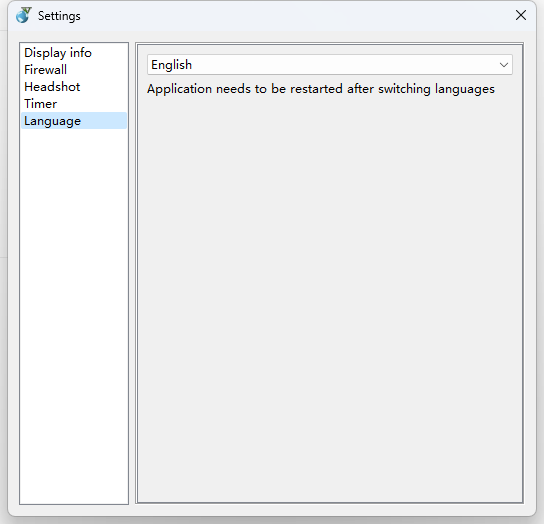 Settings
Display info
Firewall
Headshot
Timer
Language
English
Application needs to be restarted after switching languages